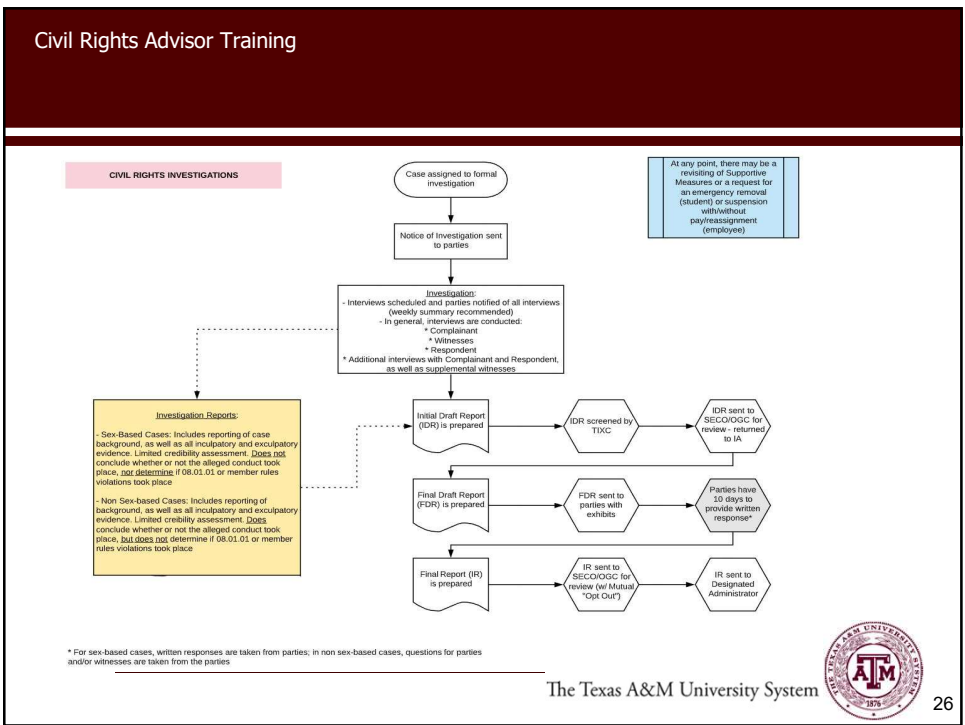 Civil Rights Advisor Training
CIVIL RIGHTS INVESTIGATIONS
Case assigned to formal
investigation
At any point, there may be a
revisiting of Supportive
Measures or a request for
an emergency removal
(student) or suspension
with/without
pay/reassignment
(employee)
Notice of Investigation sent
to parties
Investigation:
- Interviews scheduled and parties notified of all interviews
(weekly summary recommended)
- In general, interviews are conducted:
* Complainant
* Witnesses
* Respondent
* Additional interviews with Complainant and Respondent,
as well as supplemental witnesses
Investigation Reports:
- Sex-Based Cases: Includes reporting of case
background, as well as all inculpatory and exculpatory
evidence. Limited credibility assessment. Does not
conclude whether or not the alleged conduct took
place, nor determine if 08.01.01 or member rules
violations took place
- Non Sex-based Cases: Includes reporting of
background, as well as all inculpatory and exculpatory
evidence. Limited creibility assessment. Does
conclude whether or not the alleged conduct took
place, but does not determine if 08.01.01 or member
rules violations took place
Initial Draft Report
(IDR) is prepared
IDR screened by
TIXC
IDR sent to
SECO/OGC for
review - returned
to IA
Final Draft Report
(FDR) is prepared
FDR sent to
parties with
exhibits
Parties have
10 days to
provide written
response*
Final Report (IR)
is prepared
IR sent to
SECO/OGC for
review (w/ Mutual
"Opt Out")
IR sent to
Designated
Administrator
* For sex-based cases, written responses are taken from parties; in non sex-based cases, questions for parties
and/or witnesses are taken from the parties
The Texas A&M University System
THE TEXAS A&M UNIVERSITY SYSTEM
ATM
1876
26